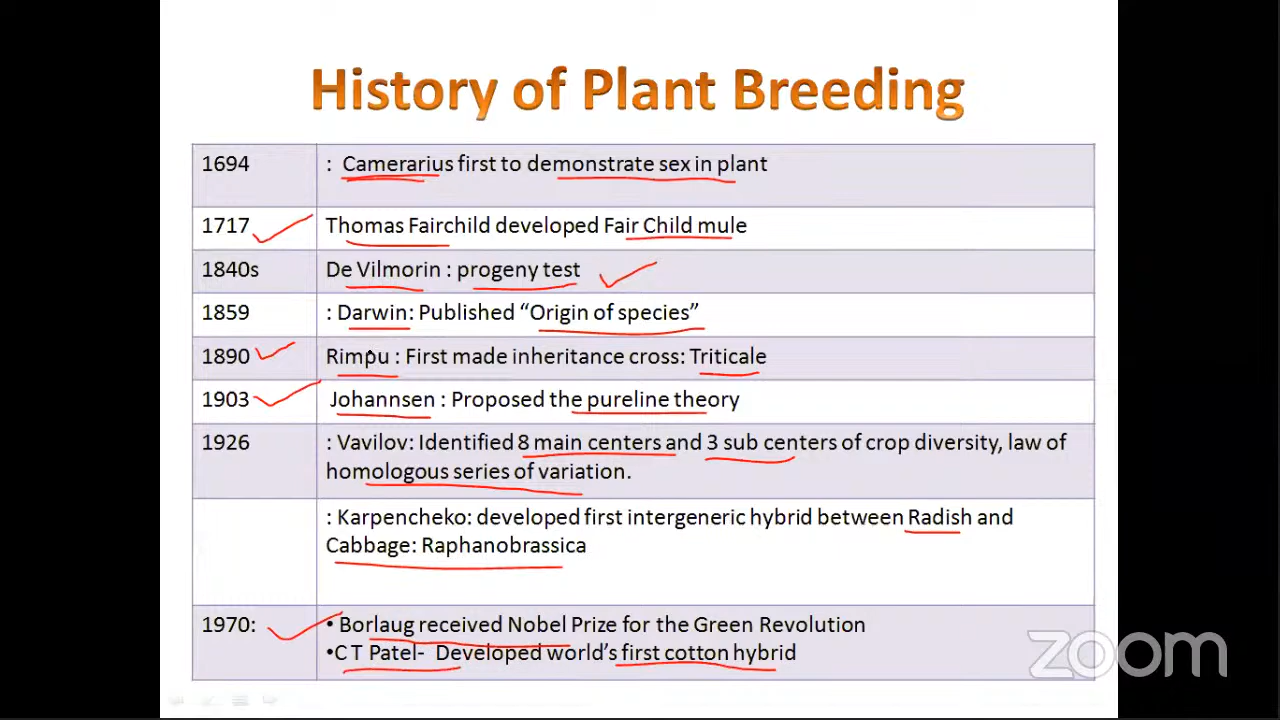 History of Plant Breeding
1694
: Camerarius first to demonstrate sex in plant
1717
Thomas Fairchild developed Fair Child mule
1840s
De Vilmorin : progeny test
1859
: Darwin: Published “Origin of species”
1890
Rimpu : First made inheritance cross: Triticale
1903
Johannsen : Proposed the pureline theory
1926
: Vavilov: Identified 8 main centers and 3 sub centers of crop diversity, law of
homologous series of variation.
: Karpencheko: developed first intergeneric hybrid between Radish and
Cabbage: Raphanobrassica
1970:
• Borlaug received Nobel Prize for the Green Revolution
•C T Patel- Developed world’s first cotton hybrid
zoom